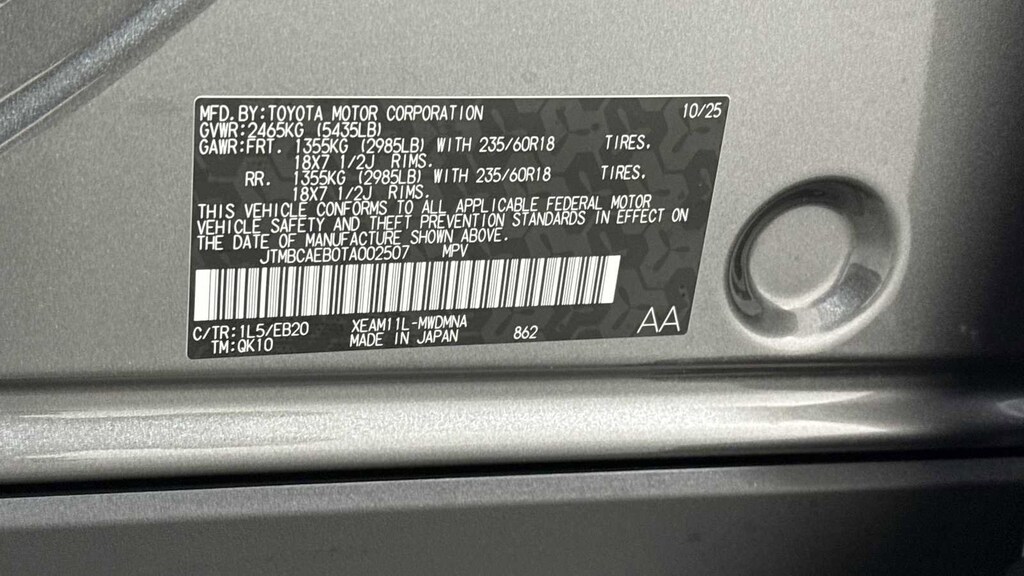 MFD.BY:TOYOTA MOTOR CORPORATION 10/25
GVWR:2465KG (5435LB)
GAWR:FRT. 1355KG (2985LB) WITH 235/60R18 TIRES.
18X7 1/2J RIMS.
RR. 1355KG (2985LB) WITH 235/60R18 TIRES.
18X7 1/2J RIMS.
THIS VEHICLE CONFORMS TO ALL APPLICABLE FEDERAL MOTOR
VEHICLE SAFETY AND THEFT PREVENTION STANDARDS IN EFFECT ON
THE DATE OF MANUFACTURE SHOWN ABOVE.
JTMBCAEB0TA002507 MPV
C/TR:1L5/EB20 XEAM11L-MWDMNA
TM:QK10 MADE IN JAPAN 862 AA